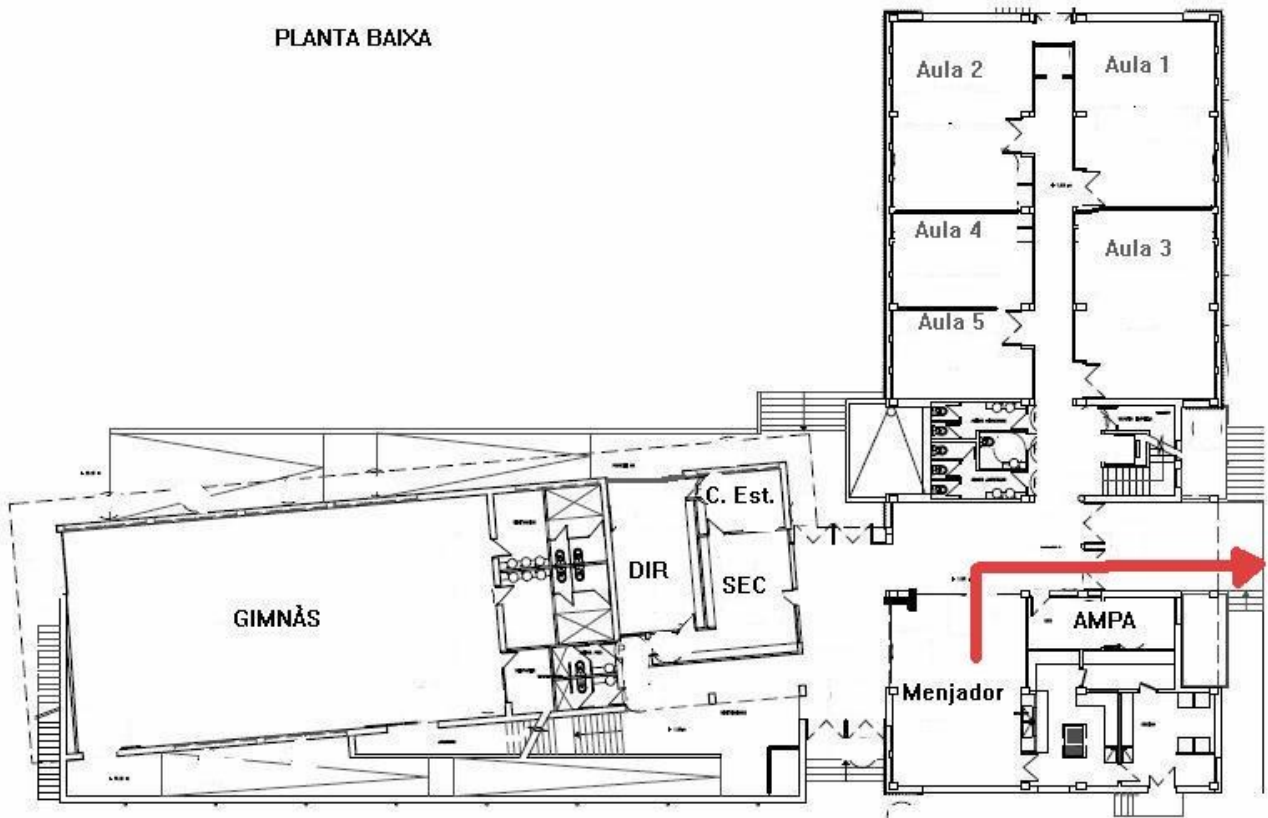 PLANTA BAIXA
Aula 2
Aula 1
Aula 4
Aula 3
Aula 5
C. Est.
DIR
SEC
GIMNÀS
AMPA
Menjador